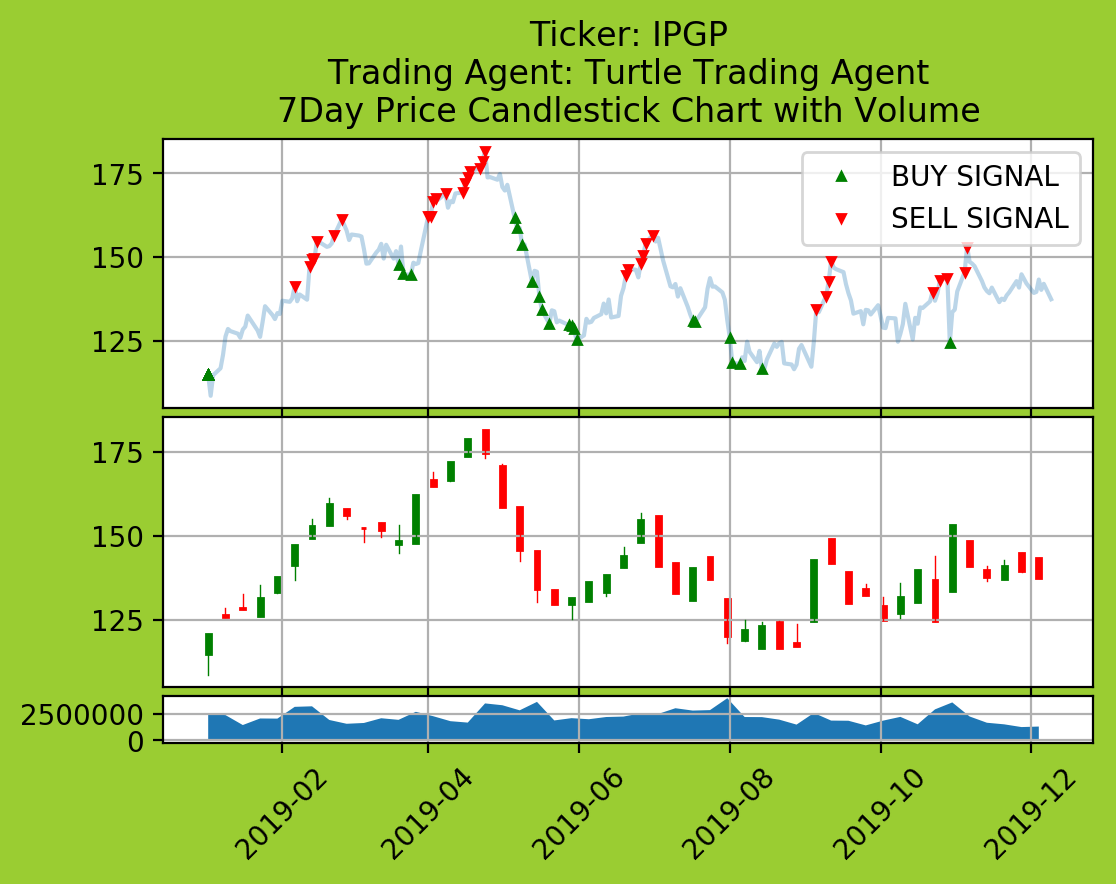 Ticker: IPGP
Trading Agent: Turtle Trading Agent
7Day Price Candlestick Chart with Volume
175
150
125
BUY SIGNAL
SELL SIGNAL
175
150
125
2500000
0
2019-02
2019-04
2019-06
2019-08
2019-10
2019-12